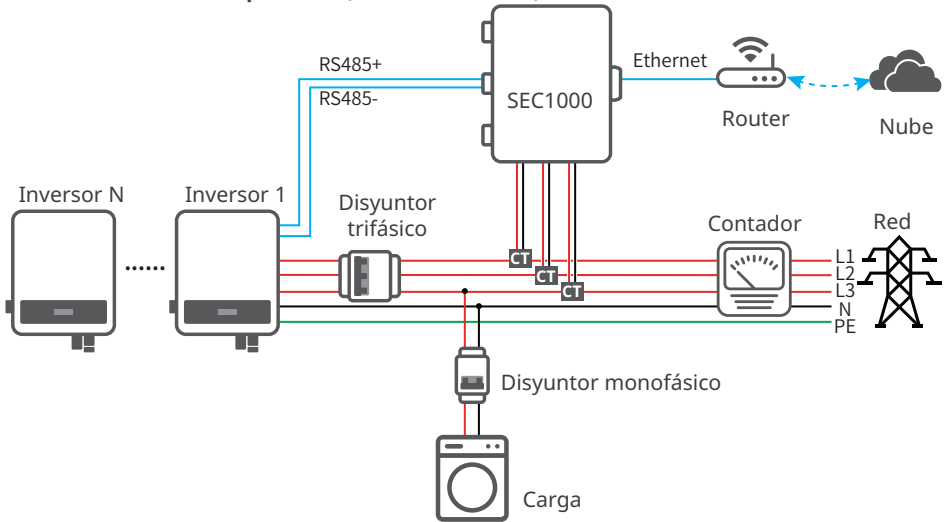 RS485+
RS485-
SEC1000
Ethernet
Router
Nube
Inversor N
Inversor 1
Disyuntor
trifásico
Contador
Red
CT
CT
CT
L1
L2
L3
N
PE
Disyuntor monofásico
Carga